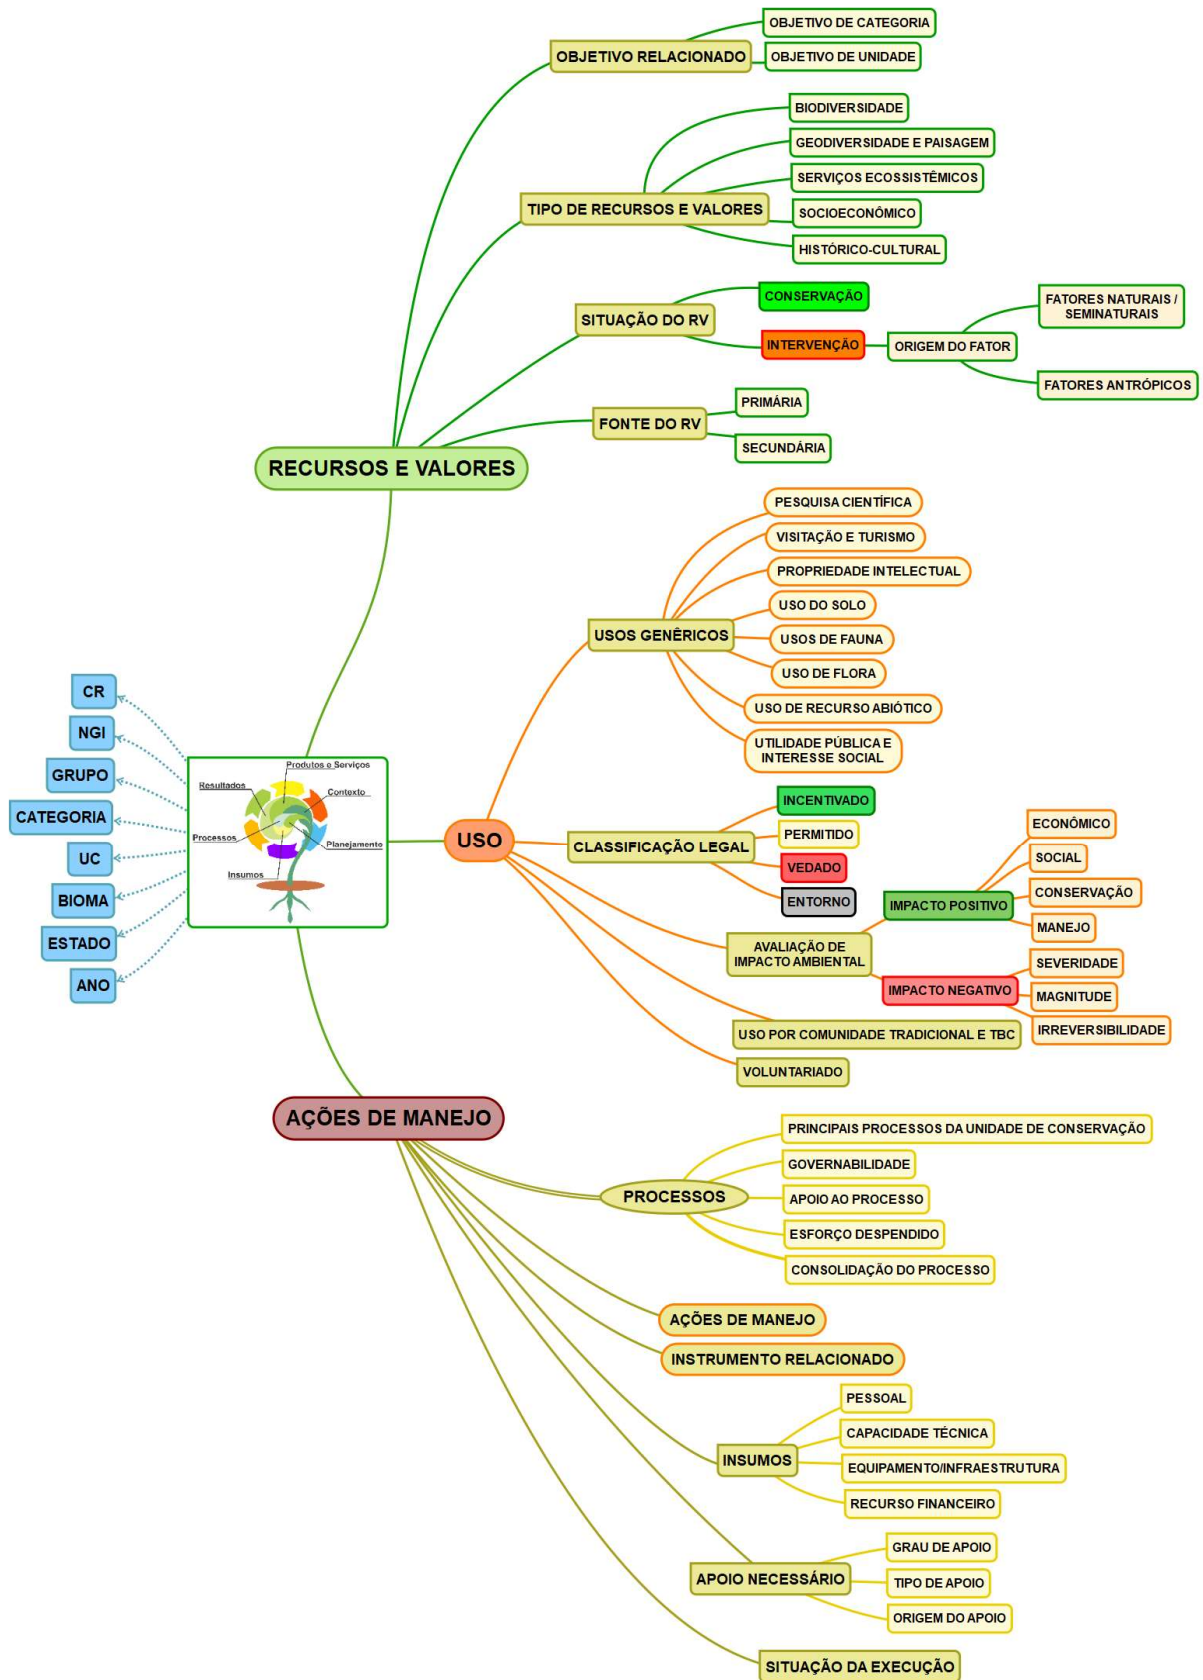 OBJETIVO DE CATEGORIA
OBJETIVO RELACIONADO
OBJETIVO DE UNIDADE
BIODIVERSIDADE
GEODIVERSIDADE E PAISAGEM
SERVIÇOS ECOSSISTÊMICOS
TIPO DE RECURSOS E VALORES
SOCIOECONÔMICO
HISTÓRICO-CULTURAL
CONSERVAÇÃO
SITUAÇÃO DO RV
INTERVENÇÃO
ORIGEM DO FATOR
FATORES NATURAIS /
SEMINATURAIS
FATORES ANTRÓPICOS
PRIMÁRIA
FONTE DO RV
SECUNDÁRIA
RECURSOS E VALORES
PESQUISA CIENTÍFICA
VISITAÇÃO E TURISMO
PROPRIEDADE INTELECTUAL
USO DO SOLO
USOS GENÊRICOS
USOS DE FAUNA
USO DE FLORA
USO DE RECURSO ABIÓTICO
UTILIDADE PÚBLICA E
INTERESSE SOCIAL
CR
NGI
GRUPO
CATEGORIA
UC
BIOMA
ESTADO
ANO
Produtos e Serviços
Resultados
Contexto
Processos
Planejamento
Insumos
USO
INCENTIVADO
PERMITIDO
CLASSIFICAÇÃO LEGAL
VEDADO
ENTORNO
ECONÔMICO
SOCIAL
CONSERVAÇÃO
IMPACTO POSITIVO
MANEJO
AVALIAÇÃO DE
IMPACTO AMBIENTAL
SEVERIDADE
IMPACTO NEGATIVO
MAGNITUDE
IRREVERSIBILIDADE
USO POR COMUNIDADE TRADICIONAL E TBC
VOLUNTARIADO
AÇÕES DE MANEJO
PRINCIPAIS PROCESSOS DA UNIDADE DE CONSERVAÇÃO
GOVERNABILIDADE
PROCESSOS
APOIO AO PROCESSO
ESFORÇO DESPENDIDO
CONSOLIDAÇÃO DO PROCESSO
AÇÕES DE MANEJO
INSTRUMENTO RELACIONADO
PESSOAL
CAPACIDADE TÉCNICA
INSUMOS
EQUIPAMENTO/INFRAESTRUTURA
RECURSO FINANCEIRO
GRAU DE APOIO
APOIO NECESSÁRIO
TIPO DE APOIO
ORIGEM DO APOIO
SITUAÇÃO DA EXECUÇÃO